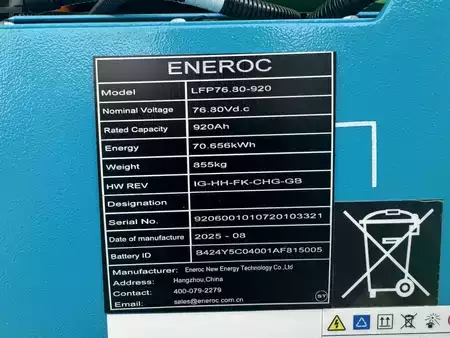 ENEROC
Model LFP76.80-920
Nominal Voltage 76.80Vd.c
Rated Capacity 920Ah
Energy 70.656kWh
Weight 855kg
HW REV IG-HH-FK-CHG-GB
Designation
Serial No. 9206001010720103321
Date of manufacture 2025 - 08
Battery ID B424Y5C04001AF815005
Manufacturer: Eneroc New Energy Technology Co.,Ltd
Address: Hangzhou,China
Contact: 400-079-2279
Email: sales@eneroc.com.cn
SY